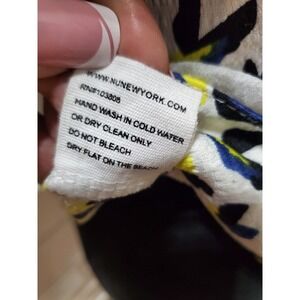 WWW.NUNEWYORK.COM
RN#103806
HAND WASH IN COLD WATER
OR DRY CLEAN ONLY
DO NOT BLEACH
DRY FLAT ON THE BEACH